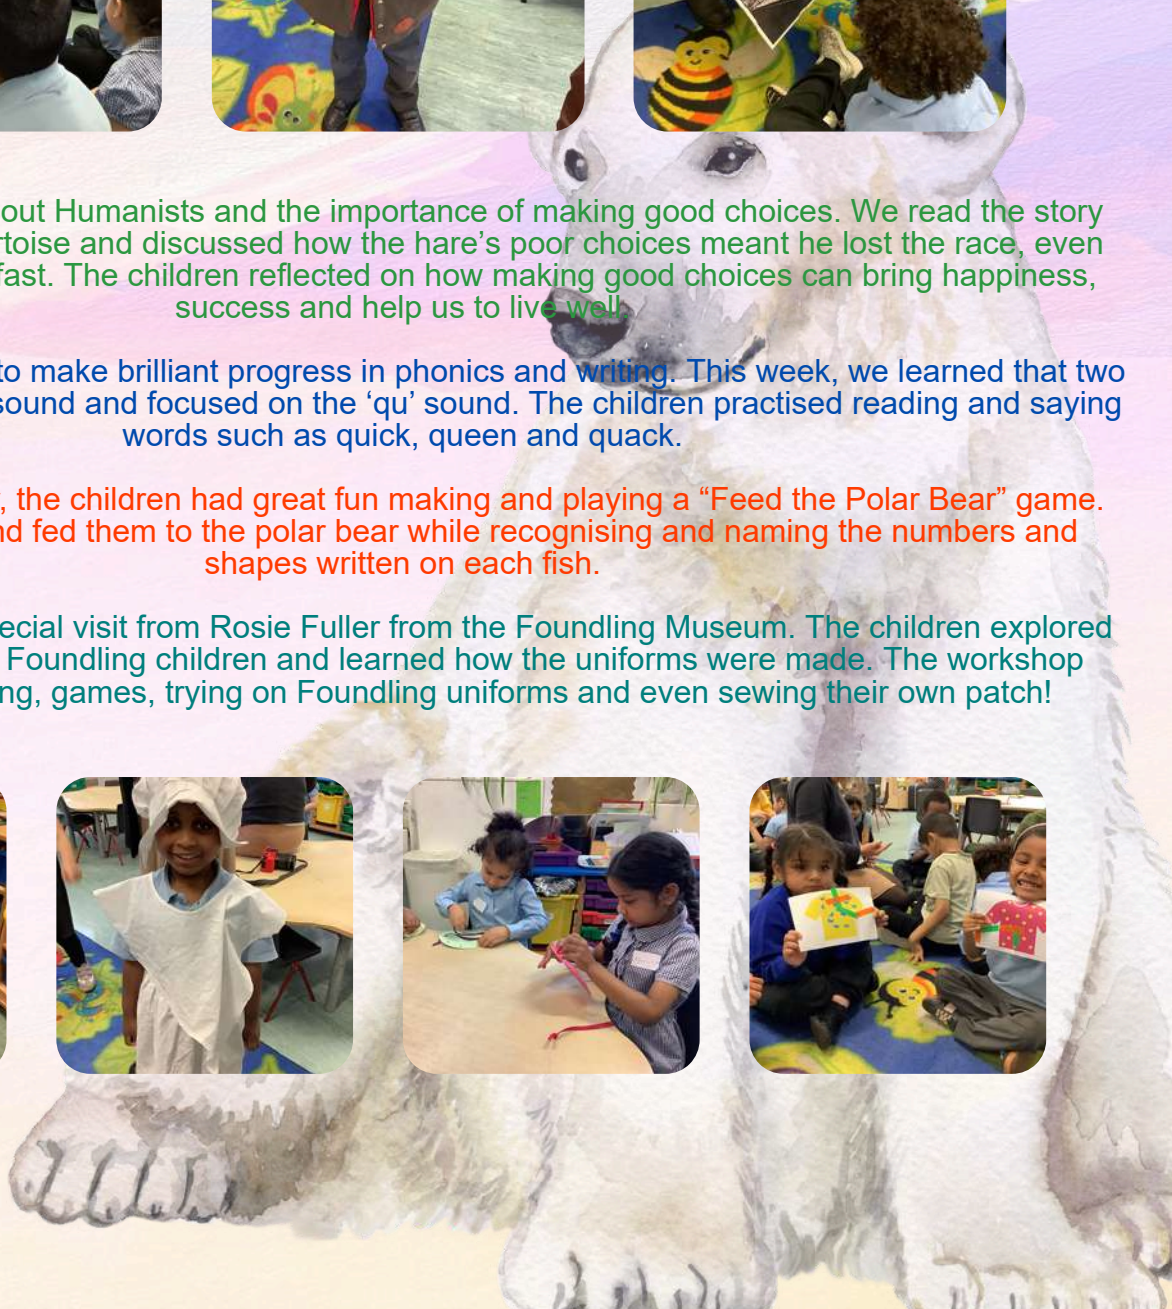 out Humanists and the importance of making good choices. We read the story
rtoise and discussed how the hare’s poor choices meant he lost the race, even
fast. The children reflected on how making good choices can bring happiness,
success and help us to live well.
to make brilliant progress in phonics and writing. This week, we learned that two
sound and focused on the ‘qu’ sound. The children practised reading and saying
words such as quick, queen and quack.
, the children had great fun making and playing a “Feed the Polar Bear” game.
nd fed them to the polar bear while recognising and naming the numbers and
shapes written on each fish.
ecial visit from Rosie Fuller from the Foundling Museum. The children explored
Foundling children and learned how the uniforms were made. The workshop
ng, games, trying on Foundling uniforms and even sewing their own patch!